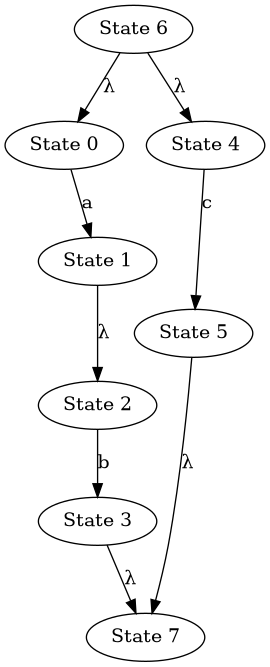 State 6
λ
λ
State 0
State 4
a
c
State 1
λ
State 5
State 2
b
λ
State 3
λ
State 7